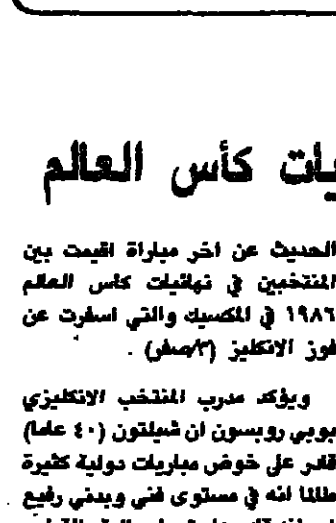 كأس العالم
الحديث عن اخر مباراة اقيمت بين
المنتخبين في نهائيات كاس العالم
١٩٨٦ في المكسيك والتي اسفرت عن
فوز الانكليز (٣/صفر) .
ويؤكد مدرب المنتخب الانكليزي
بوبي روبسون ان شيلتون (٤٠ عاما)
قادر على خوض مباريات دولية كثيرة
طالما انه في مستوى فني وبدني رفيع